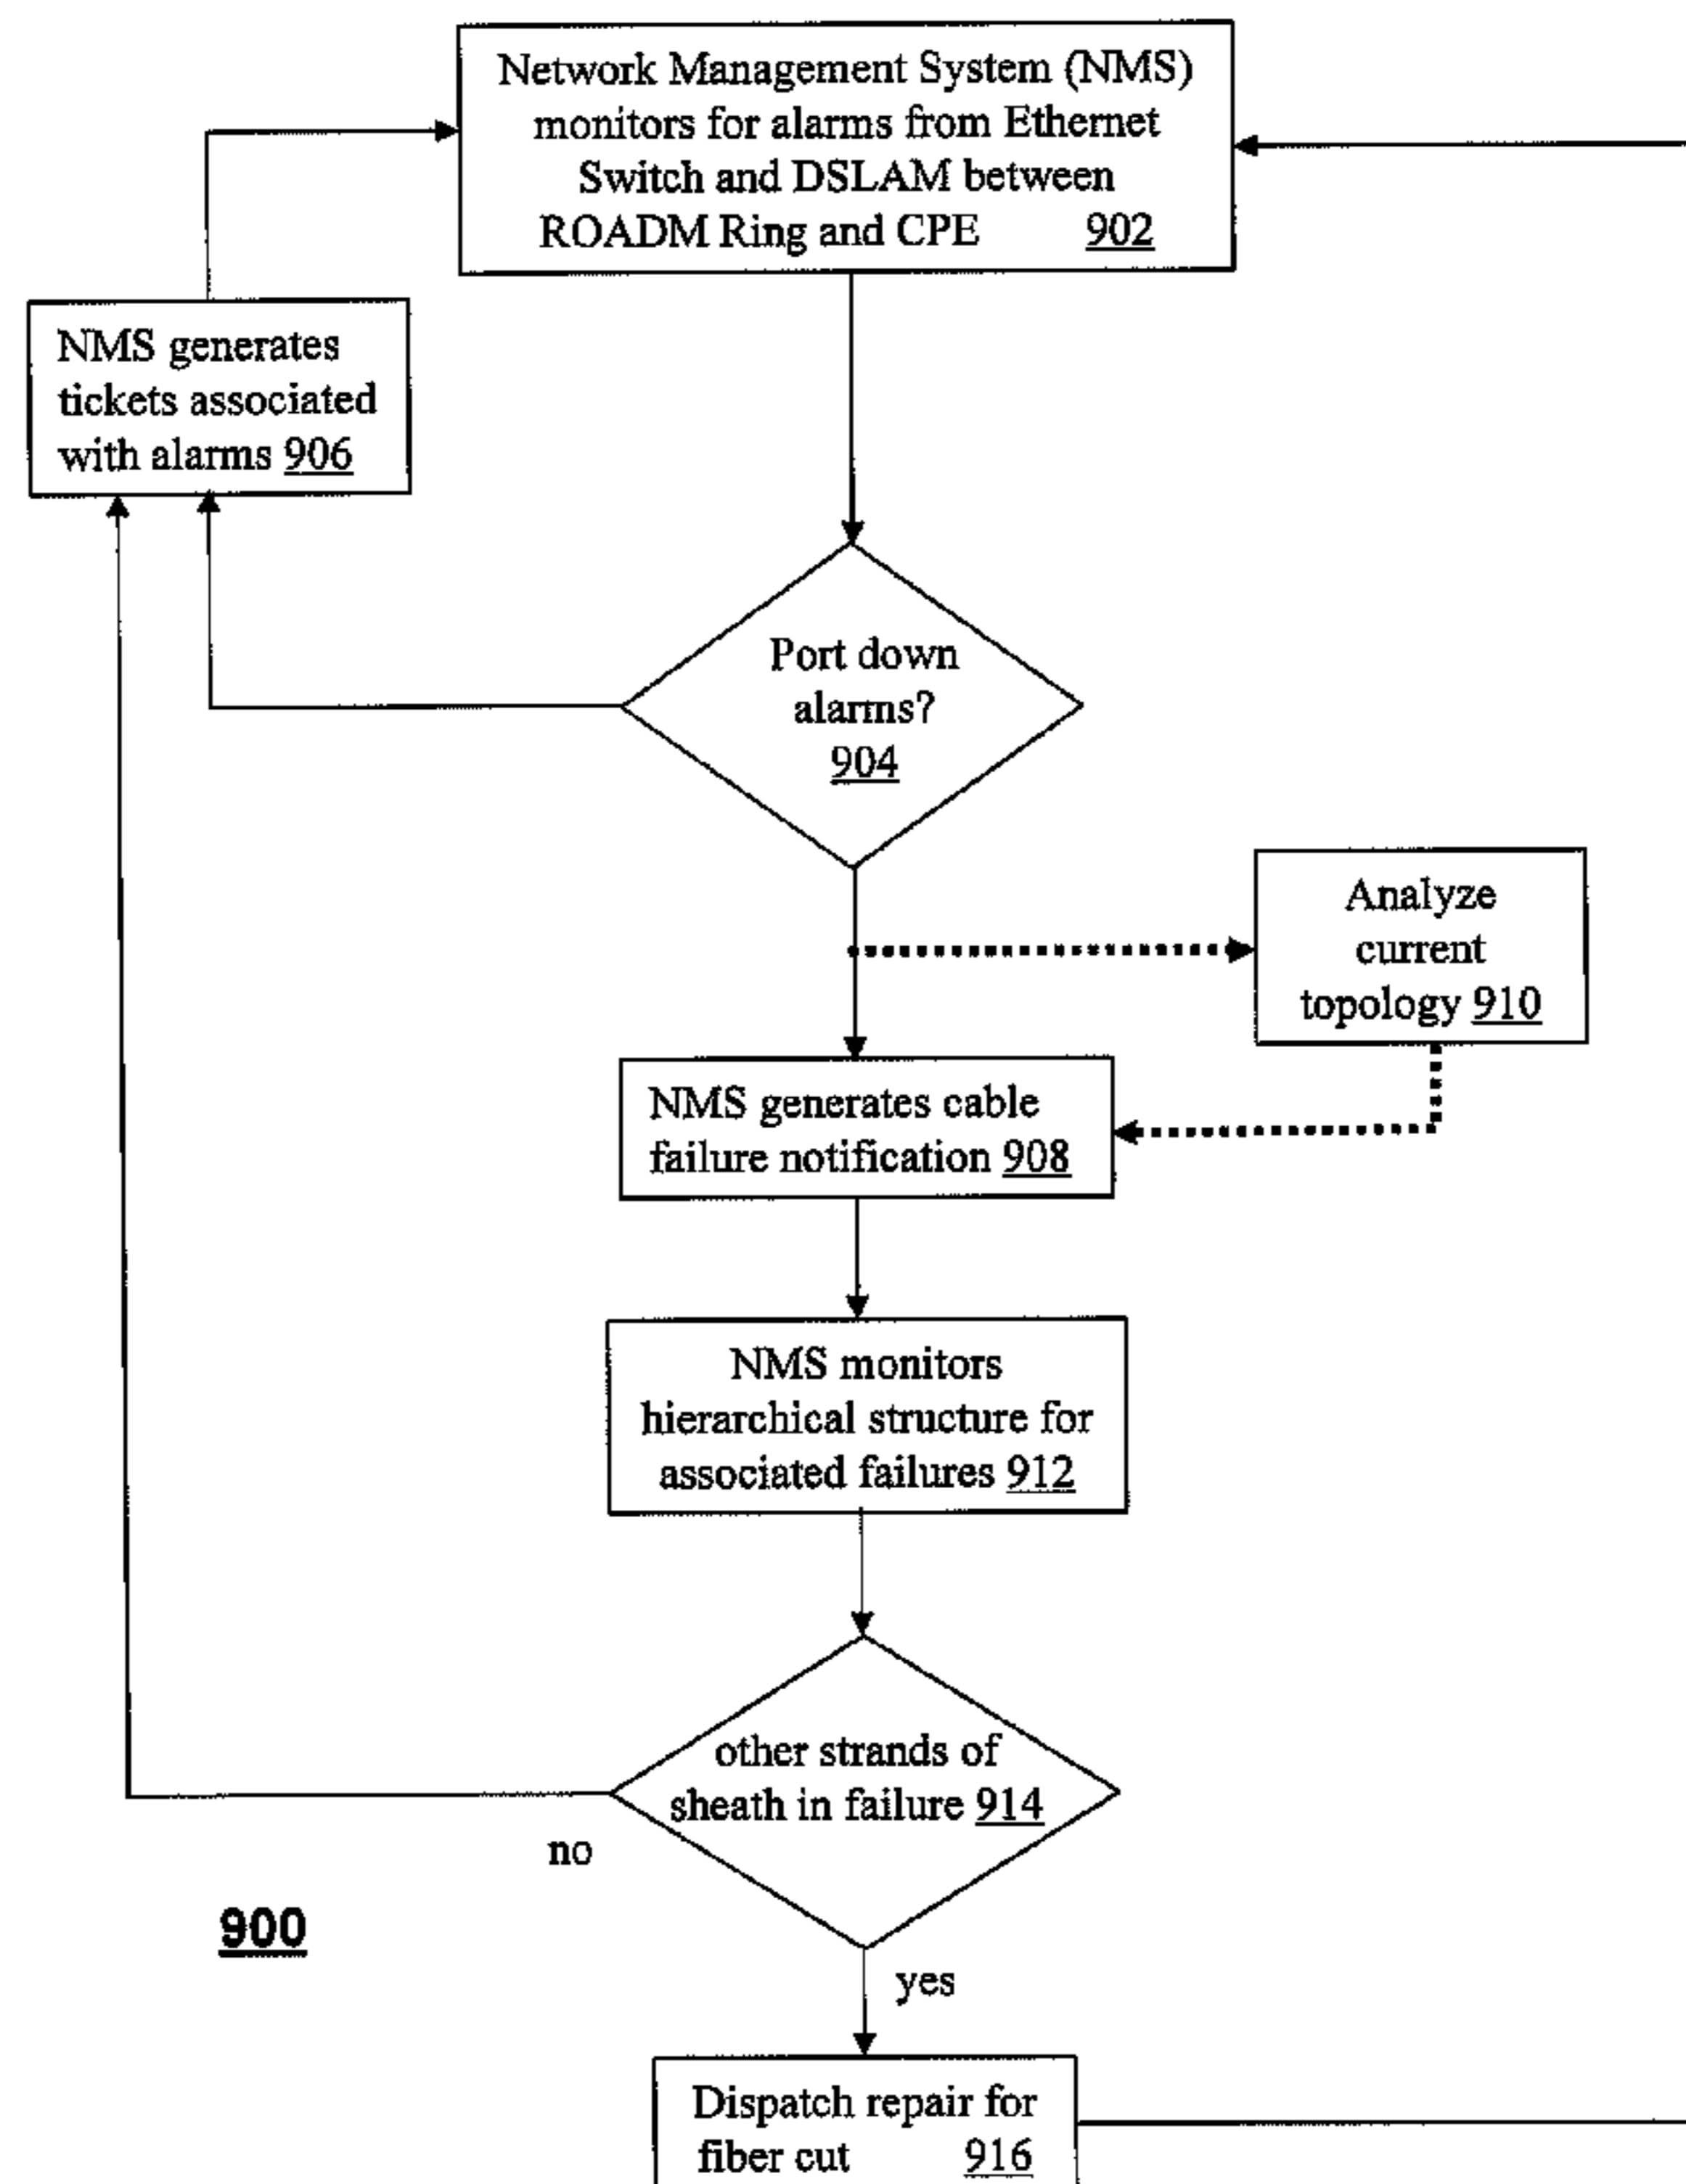 Network Management System (NMS)
monitors for alarms from Ethernet
Switch and DSLAM between
ROADM Ring and CPE 902
NMS generates
tickets associated
with alarms 906
Port down
alarms?
904
Analyze
current
topology 910
NMS generates cable
failure notification 908
NMS monitors
hierarchical structure for
associated failures 912
other strands of
sheath in failure 914
no
900
yes
Dispatch repair for
fiber cut 916